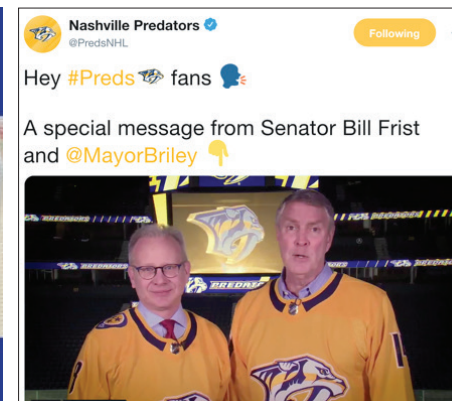 Nashville Predators
@PredsNHL
Following
Hey #Preds fans
A special message from Senator Bill Frist
and @MayorBriley
PREDATORS